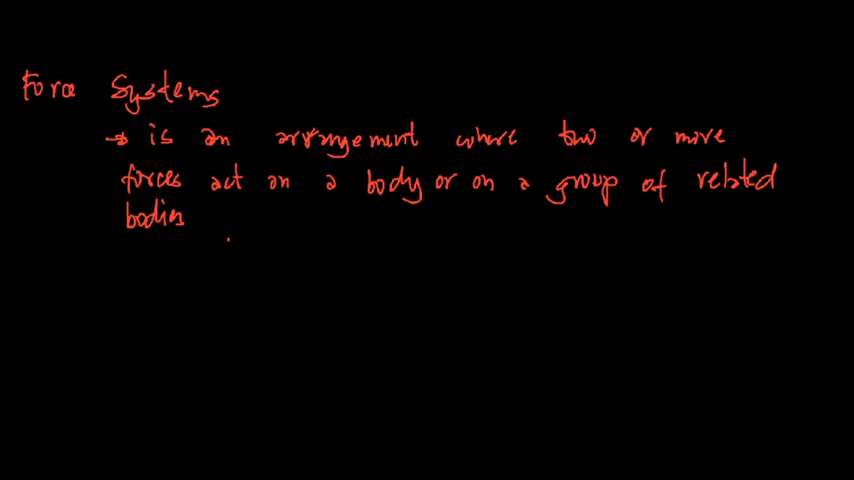 Force Systems
→ is an arrangement where two or more
forces act on a body or on a group of related
bodies